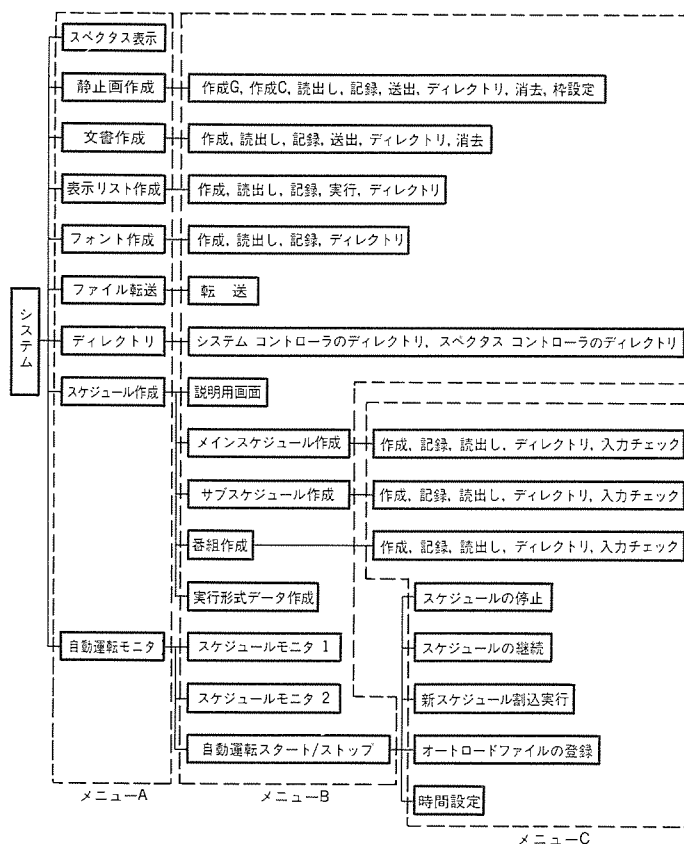 スペクタス表示
静止画作成
作成G, 作成C, 読出し, 記録, 送出, ディレクトリ, 消去, 枠設定
文書作成
作成, 読出し, 記録, 送出, ディレクトリ, 消去
表示リスト作成
作成, 読出し, 記録, 実行, ディレクトリ
フォント作成
作成, 読出し, 記録, ディレクトリ
ファイル転送
転 送
システム
ディレクトリ
システム コントローラのディレクトリ, スペクタス コントローラのディレクトリ
スケジュール作成
説明用画面
メインスケジュール作成
作成, 記録, 読出し, ディレクトリ, 入力チェック
サブスケジュール作成
作成, 記録, 読出し, ディレクトリ, 入力チェック
番組作成
作成, 記録, 読出し, ディレクトリ, 入力チェック
実行形式データ作成
スケジュールの停止
自動運転モニタ
スケジュールモニタ 1
スケジュールの継続
スケジュールモニタ 2
新スケジュール割込実行
自動運転スタート/ストップ
オートロードファイルの登録
時間設定
メニューA
メニューB
メニューC